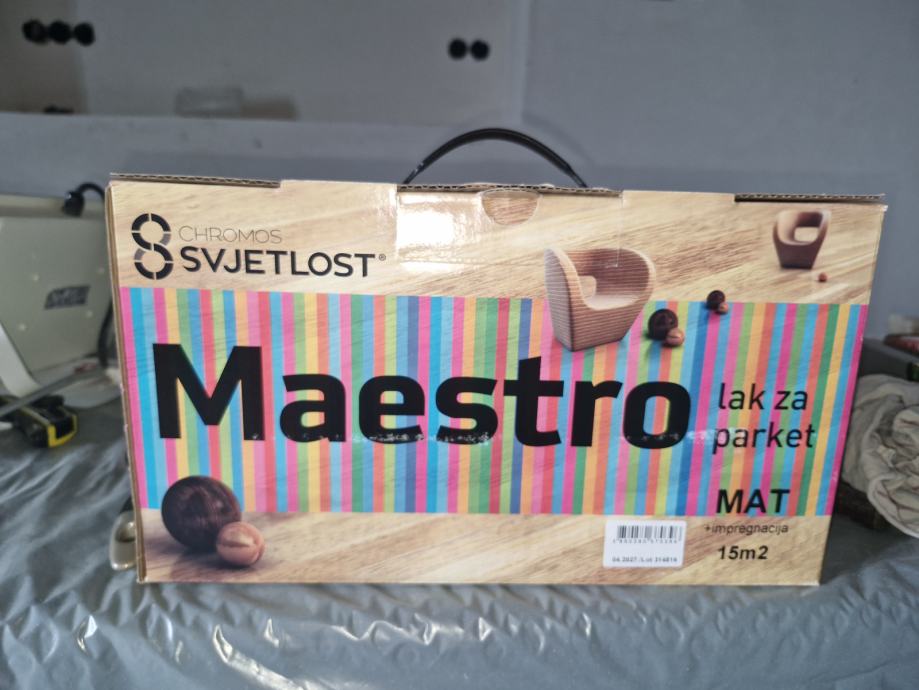 CHROMOS
SVJETLOST®
Maestro
lak za
parket
MAT
+impregnacija
15m2